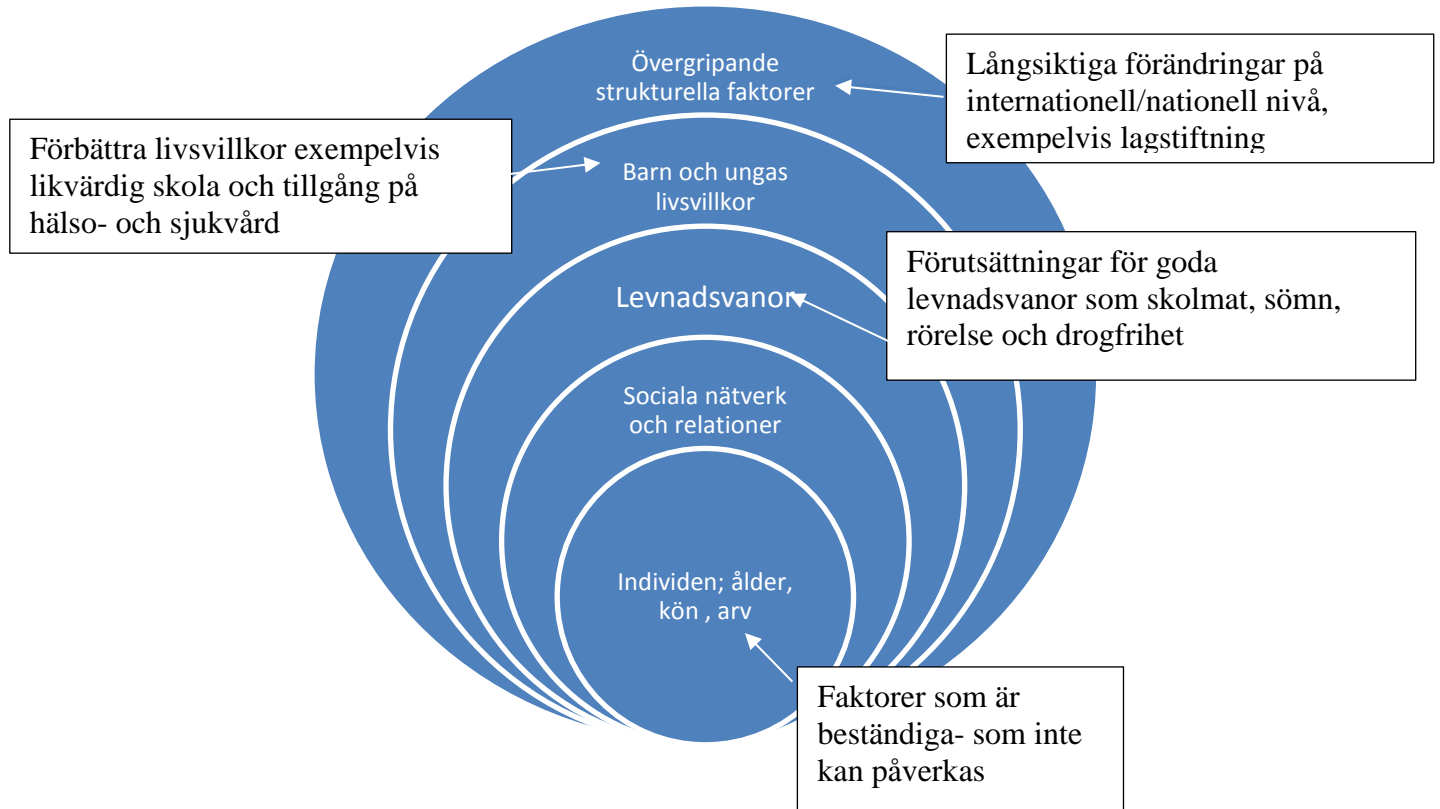 Övergripande
strukturella faktorer
Långsiktiga förändringar på
internationell/nationell nivå,
exempelvis lagstiftning
Förbättra livsvillkor exempelvis
likvärdig skola och tillgång på
hälso- och sjukvård
Barn och ungas
livsvillkor
Levnadsvanor
Förutsättningar för goda
levnadsvanor som skolmat, sömn,
rörelse och drogfrihet
Sociala nätverk
och relationer
Individen; ålder,
kön , arv
Faktorer som är
beständiga- som inte
kan påverkas